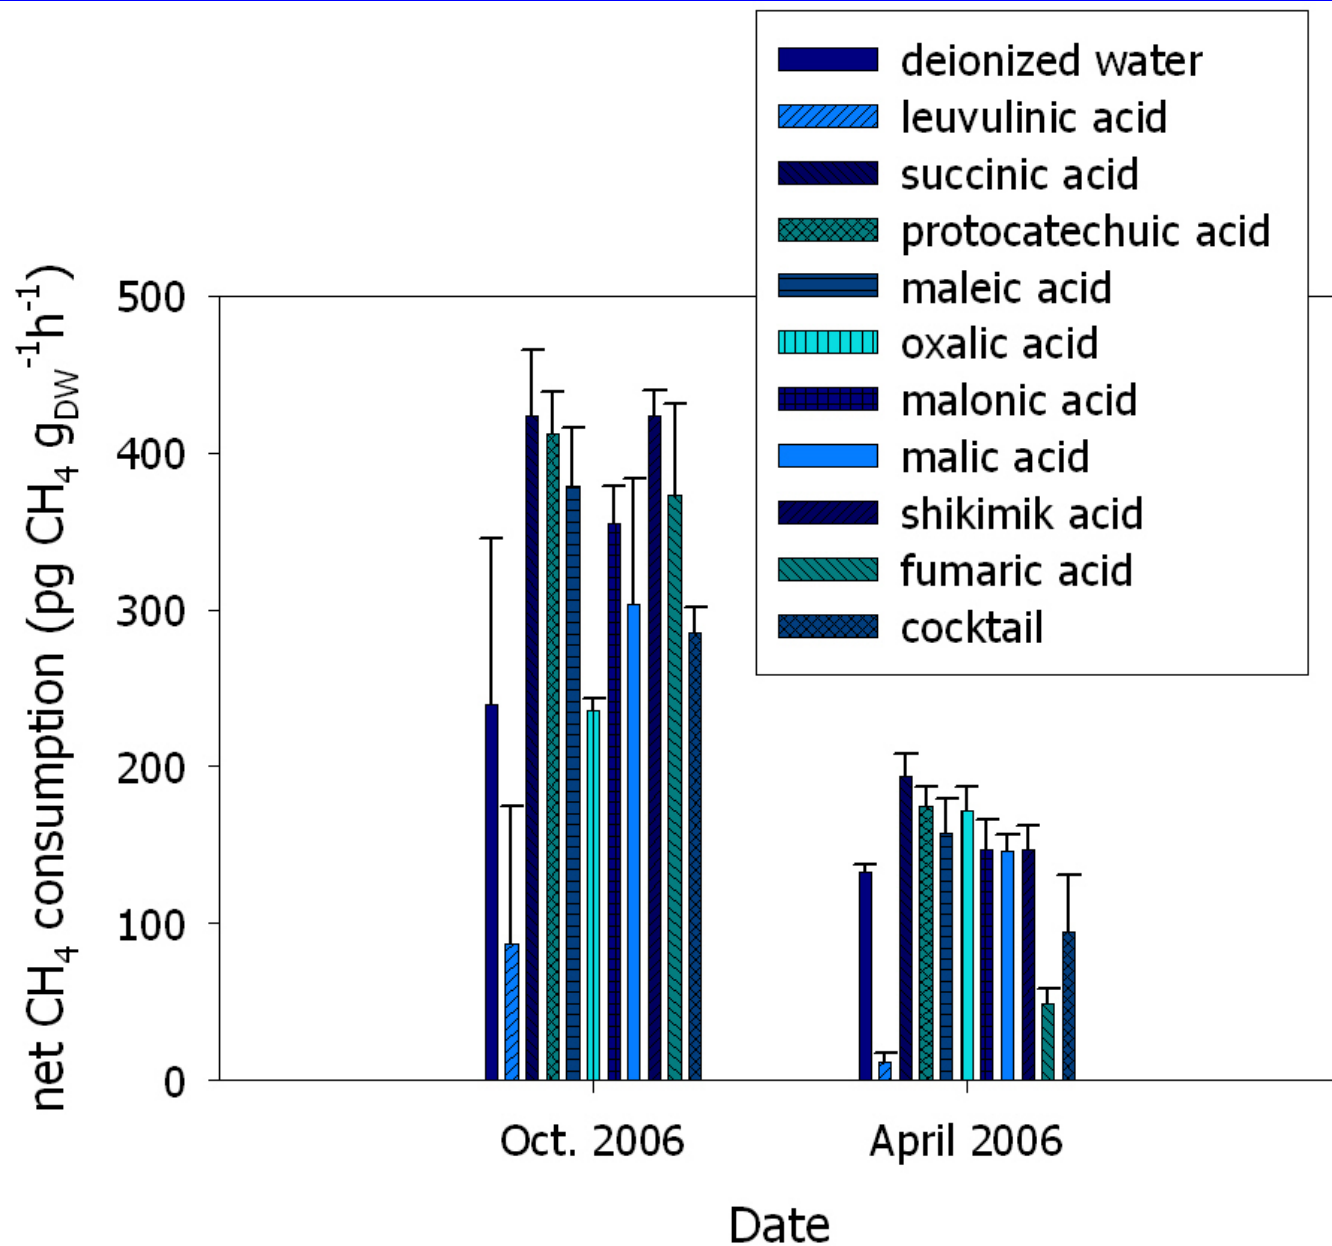 deionized water
leuvulinic acid
succinic acid
protocatechuic acid
maleic acid
oxalic acid
malonic acid
malic acid
shikimik acid
fumaric acid
cocktail
net CH₄ consumption (pg CH₄ g_DW⁻¹h⁻¹)
500
400
300
200
100
0
Oct. 2006 April 2006
Date